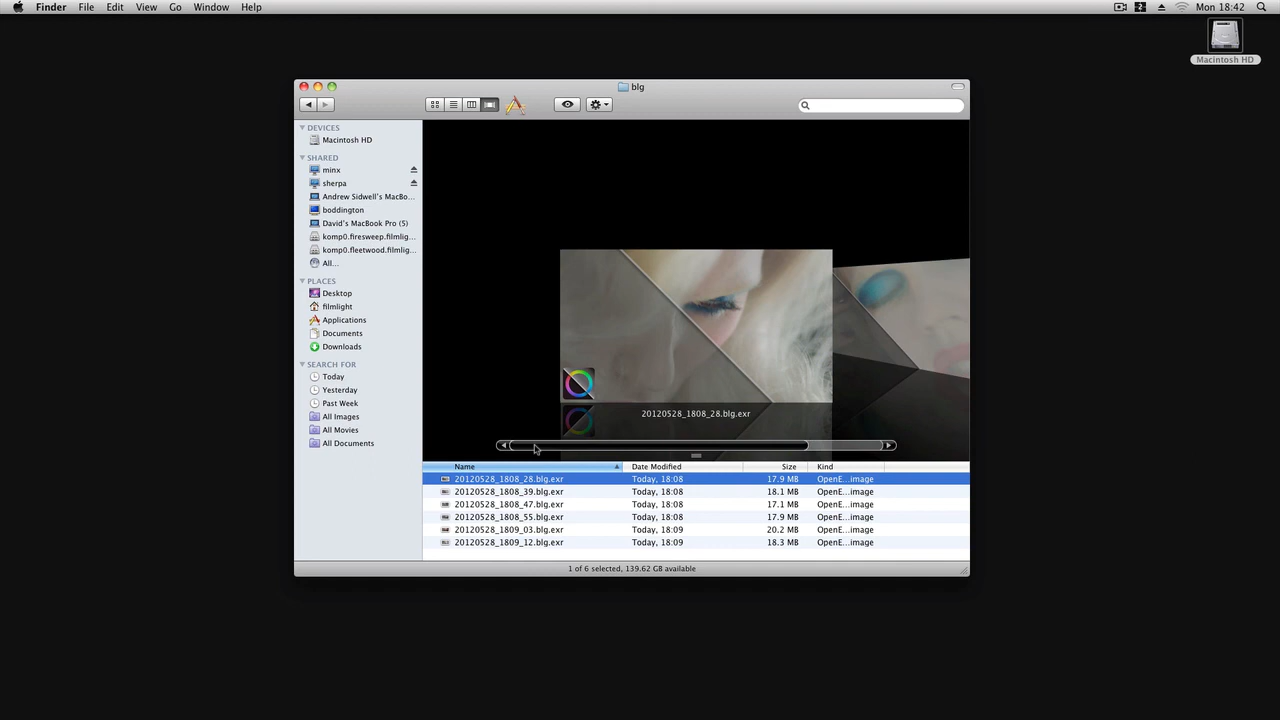 Finder File Edit View Go Window Help
2
Mon 18:42
Macintosh HD
blg
DEVICES
Macintosh HD
SHARED
minx
sherpa
Andrew Sidwell's MacBo...
boddington
David's MacBook Pro (5)
komp0.firesweep.filmlig...
komp0.fleetwood.filmlig...
All...
PLACES
Desktop
filmlight
Applications
Documents
Downloads
SEARCH FOR
Today
Yesterday
Past Week
All Images
All Movies
All Documents
20120528_1808_28.blg.exr
Name Date Modified Size Kind
20120528_1808_28.blg.exr Today, 18:08 17.9 MB OpenE...image
20120528_1808_39.blg.exr Today, 18:08 18.1 MB OpenE...image
20120528_1808_47.blg.exr Today, 18:08 17.1 MB OpenE...image
20120528_1808_55.blg.exr Today, 18:08 17.9 MB OpenE...image
20120528_1809_03.blg.exr Today, 18:09 20.2 MB OpenE...image
20120528_1809_12.blg.exr Today, 18:09 18.3 MB OpenE...image
1 of 6 selected, 139.62 GB available